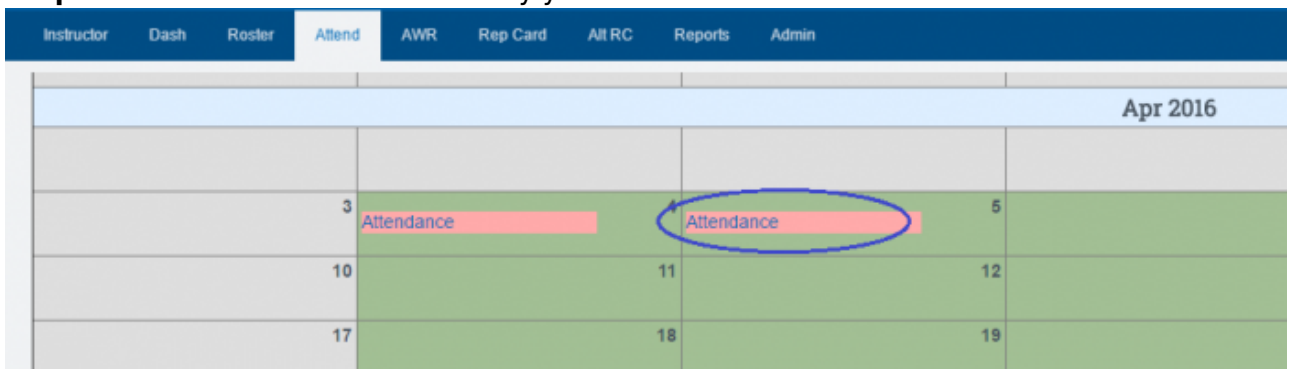 Instructor Dash Roster Attend AWR Rep Card Alt RC Reports Admin
Apr 2016
3 4 5
Attendance Attendance
10 11 12
17 18 19